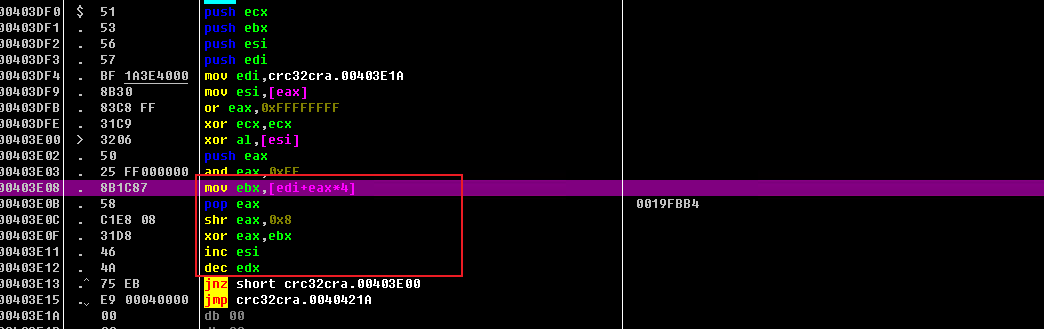 00403DF0 $ 51 push ecx
00403DF1 . 53 push ebx
00403DF2 . 56 push esi
00403DF3 . 57 push edi
00403DF4 . BF 1A3E4000 mov edi,crc32cra.00403E1A
00403DF9 . 8B30 mov esi,[eax]
00403DFB . 83C8 FF or eax,0xFFFFFFFF
00403DFE . 31C9 xor ecx,ecx
00403E00 > 3206 xor al,[esi]
00403E02 . 50 push eax
00403E03 . 25 FF000000 and eax,0xFF
00403E08 . 8B1C87 mov ebx,[edi+eax*4]
00403E0B . 58 pop eax 0019FBB4
00403E0C . C1E8 08 shr eax,0x8
00403E0F . 31D8 xor eax,ebx
00403E11 . 46 inc esi
00403E12 . 4A dec edx
00403E13 .^ 75 EB jnz short crc32cra.00403E00
00403E15 .v E9 00040000 jmp crc32cra.0040421A
00403E1A 00 db 00